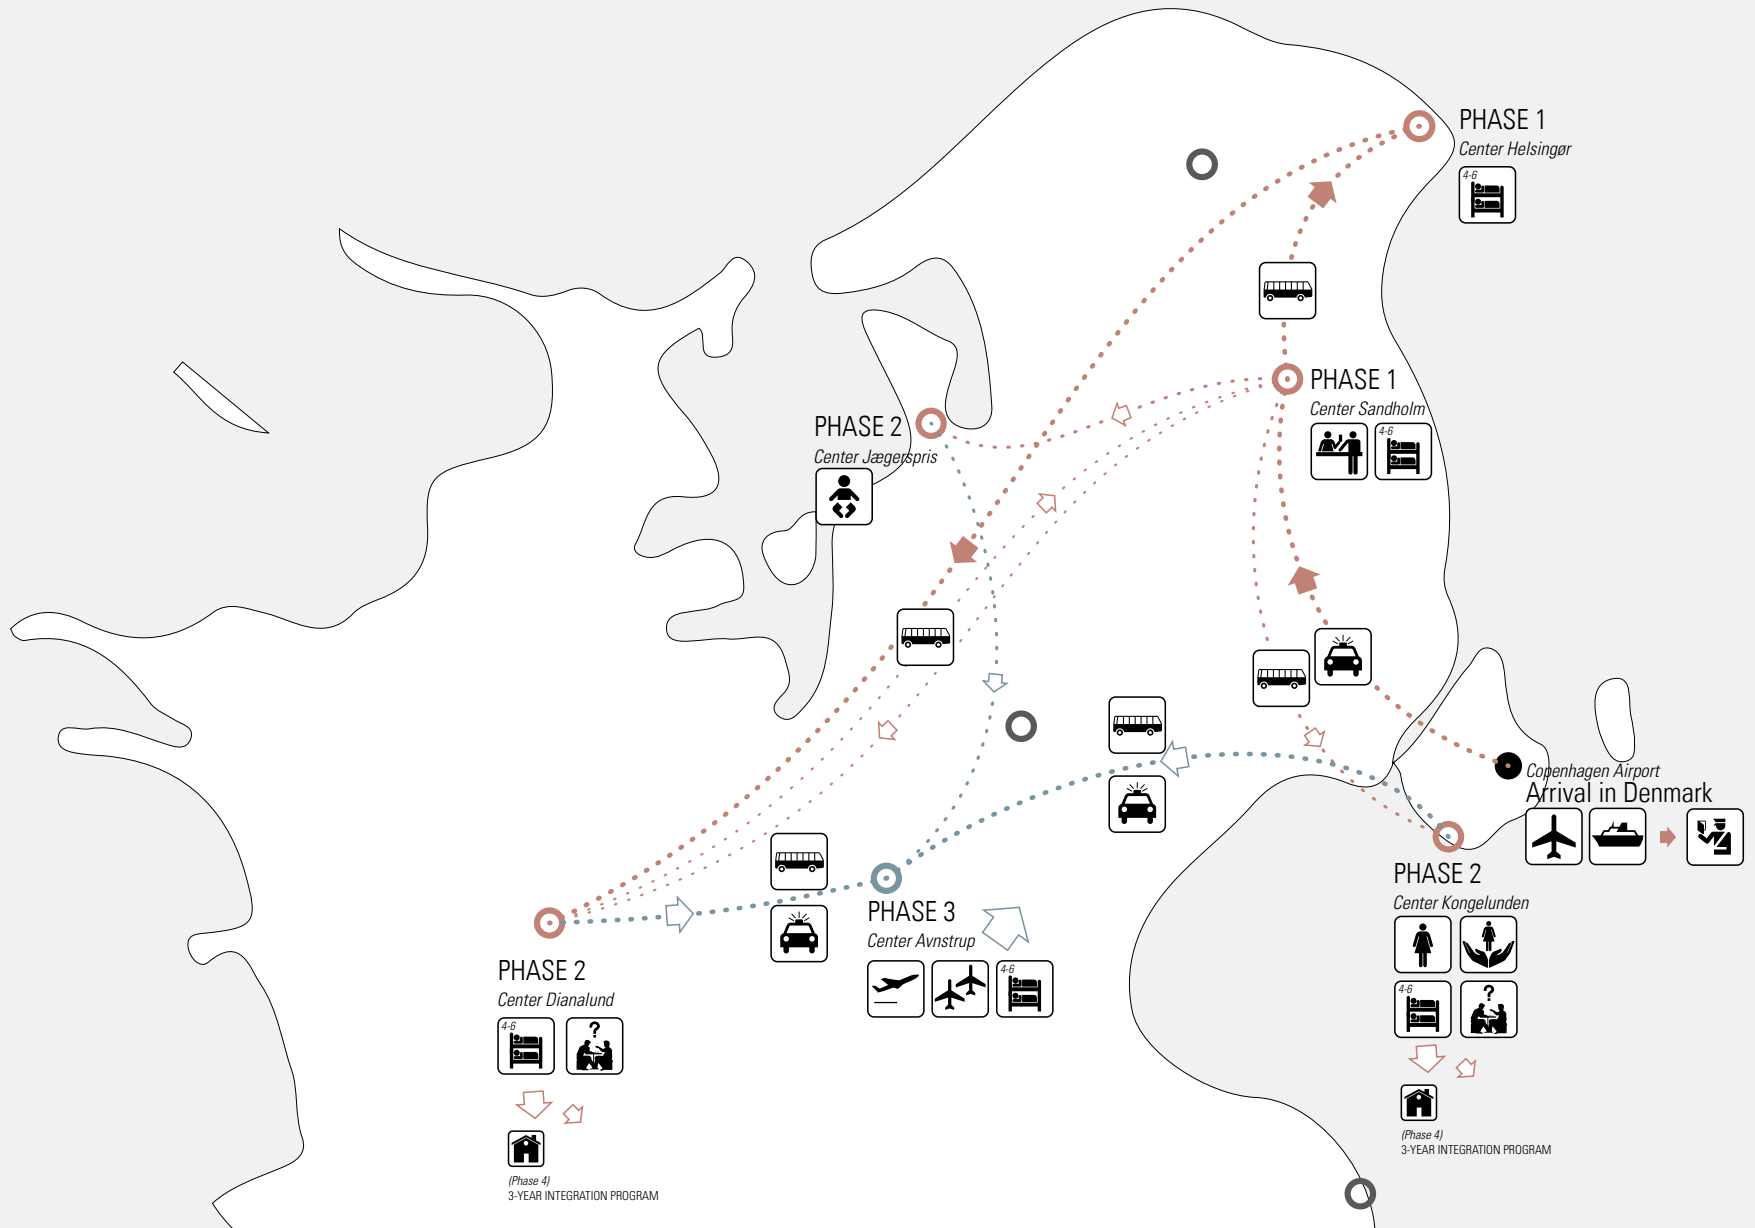 PHASE 1
Center Helsingør
4-6
PHASE 1
Center Sandholm
4-6
PHASE 2
Center Jægerspris
Copenhagen Airport
Arrival in Denmark
PHASE 2
Center Kongelunden
4-6
?
(Phase 4)
3-YEAR INTEGRATION PROGRAM
PHASE 3
Center Avnstrup
4-6
PHASE 2
Center Dianalund
4-6
?
(Phase 4)
3-YEAR INTEGRATION PROGRAM